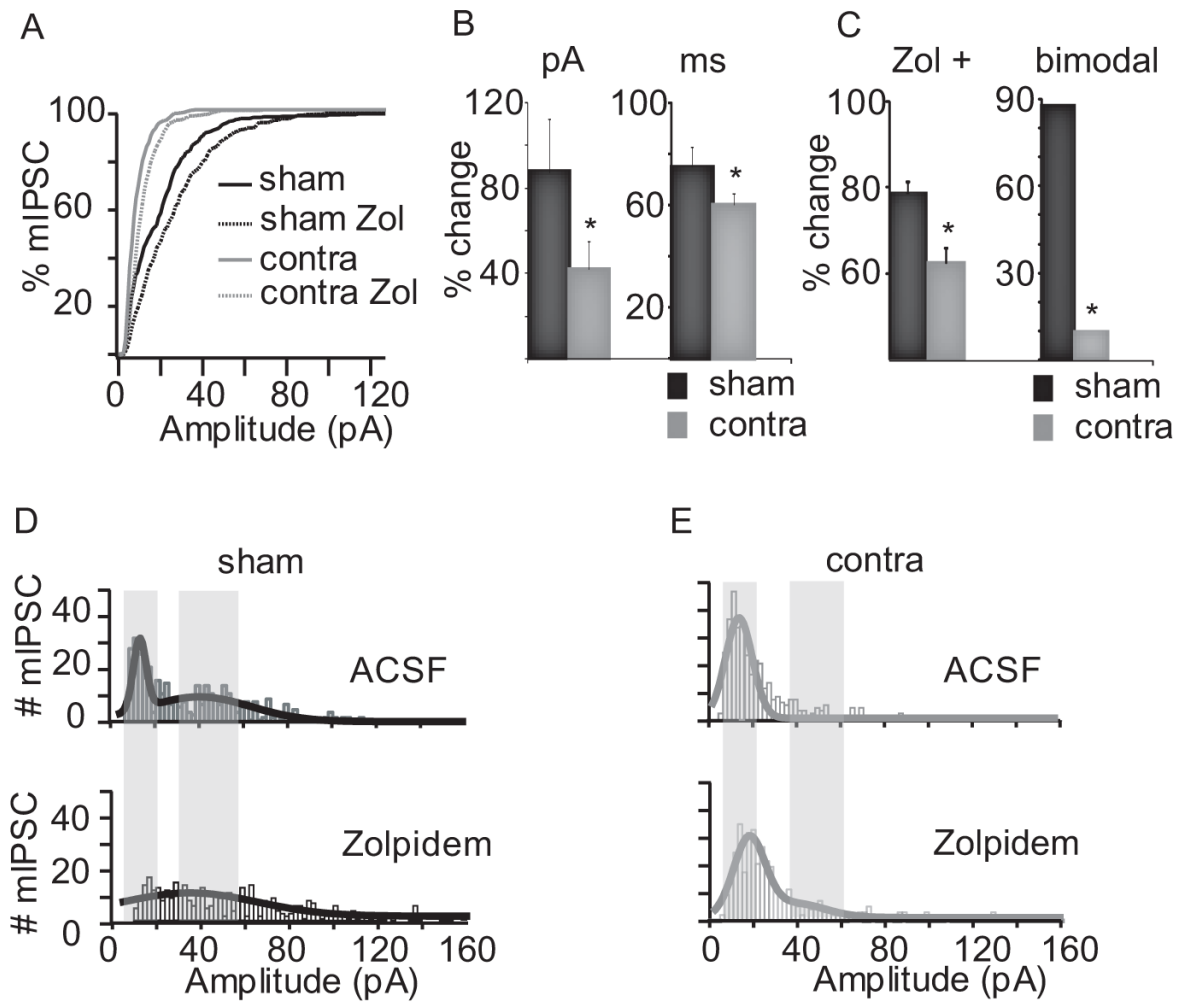 A
B
C
pA
ms
Zol +
bimodal
% mIPSC
100
60
20
sham
sham Zol
contra
contra Zol
0 40 80 120
Amplitude (pA)
% change
120
80
40
100
60
20
sham
contra
% change
100
80
60
90
60
30
sham
contra
D
sham
# mIPSC
40
20
0
ACSF
# mIPSC
40
20
0
Zolpidem
0 40 80 120 160
Amplitude (pA)
E
contra
ACSF
Zolpidem
0 40 80 120 160
Amplitude (pA)